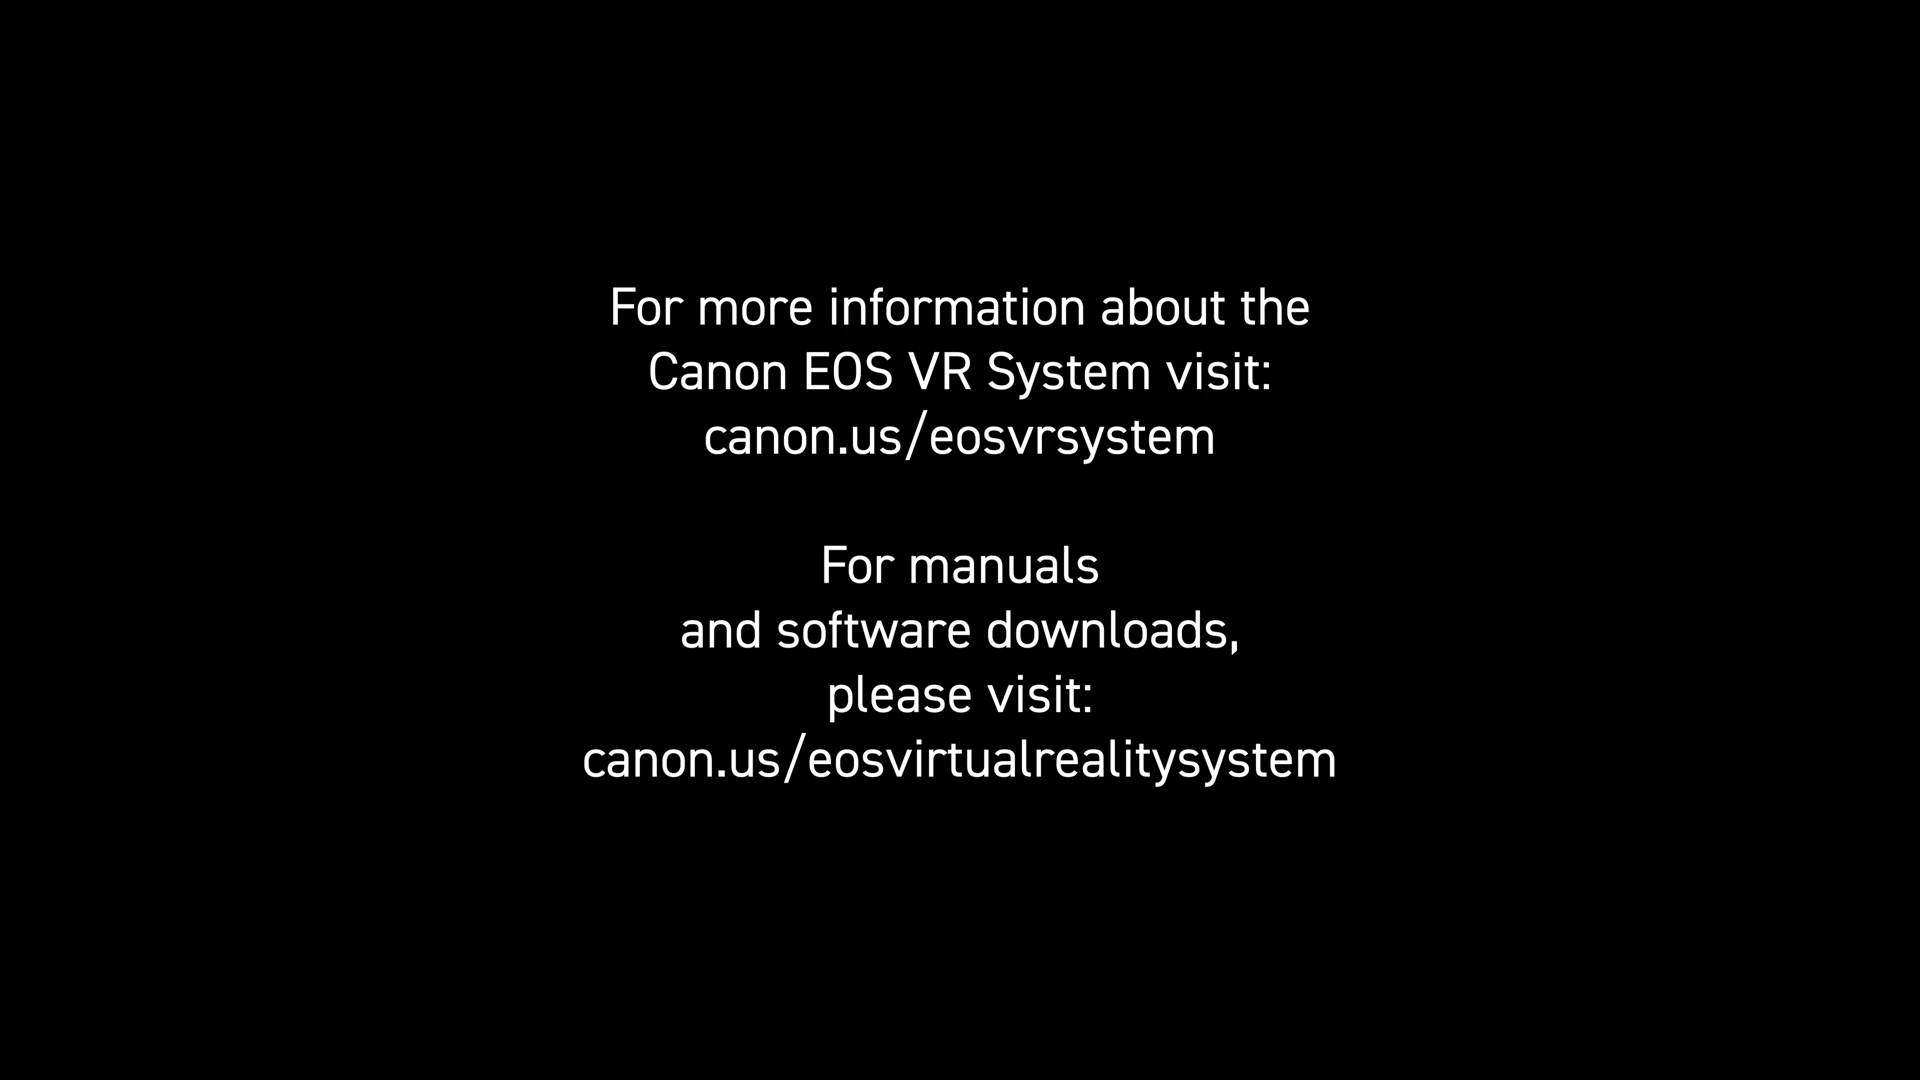 For more information about the
Canon EOS VR System visit:
canon.us/eosvrsystem
For manuals
and software downloads,
please visit:
canon.us/eosvirtualrealitysystem